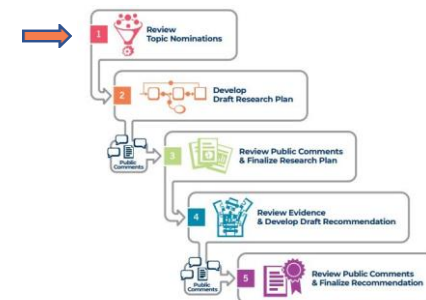 1
Review
Topic Nominations
2
Develop
Draft Research Plan
Public
Comments
3
Review Public Comments
& Finalize Research Plan
4
Review Evidence
& Develop Draft Recommendation
Public
Comments
5
Review Public Comments
& Finalize Recommendation